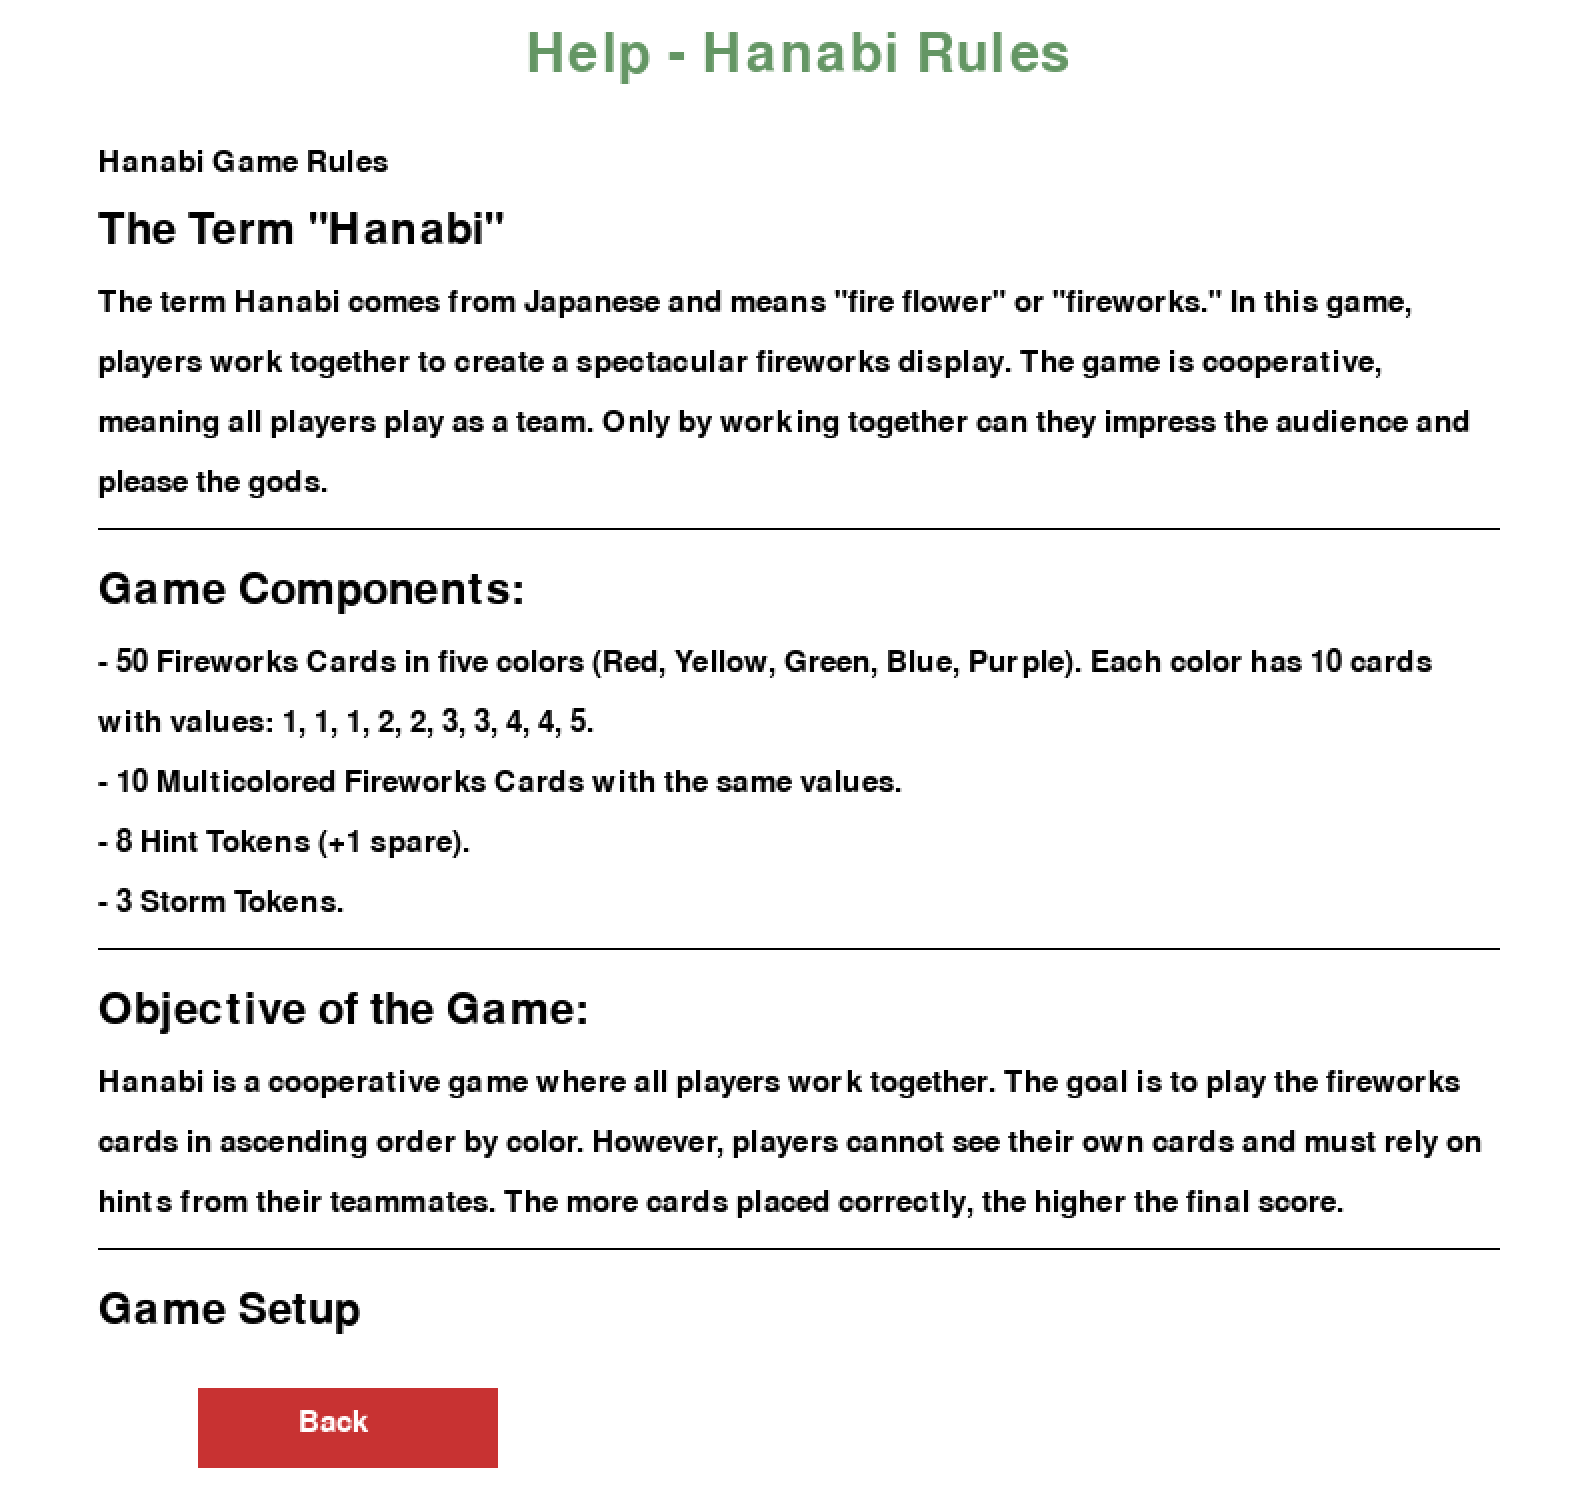 Help - Hanabi Rules
Hanabi Game Rules
The Term "Hanabi"
The term Hanabi comes from Japanese and means "fire flower" or "fireworks." In this game,
players work together to create a spectacular fireworks display. The game is cooperative,
meaning all players play as a team. Only by working together can they impress the audience and
please the gods.
Game Components:
- 50 Fireworks Cards in five colors (Red, Yellow, Green, Blue, Purple). Each color has 10 cards
with values: 1, 1, 1, 2, 2, 3, 3, 4, 4, 5.
- 10 Multicolored Fireworks Cards with the same values.
- 8 Hint Tokens (+1 spare).
- 3 Storm Tokens.
Objective of the Game:
Hanabi is a cooperative game where all players work together. The goal is to play the fireworks
cards in ascending order by color. However, players cannot see their own cards and must rely on
hints from their teammates. The more cards placed correctly, the higher the final score.
Game Setup
Back